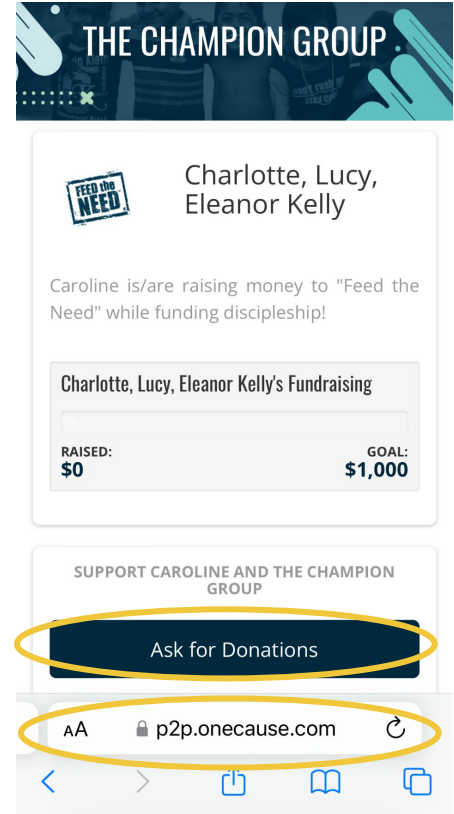 THE CHAMPION GROUP
FEED the
NEED
Charlotte, Lucy,
Eleanor Kelly
Caroline is/are raising money to "Feed the
Need" while funding discipleship!
Charlotte, Lucy, Eleanor Kelly's Fundraising
0%
RAISED:
GOAL:
$0
$1,000
SUPPORT CAROLINE AND THE CHAMPION
GROUP
Ask for Donations
AA
p2p.onecause.com